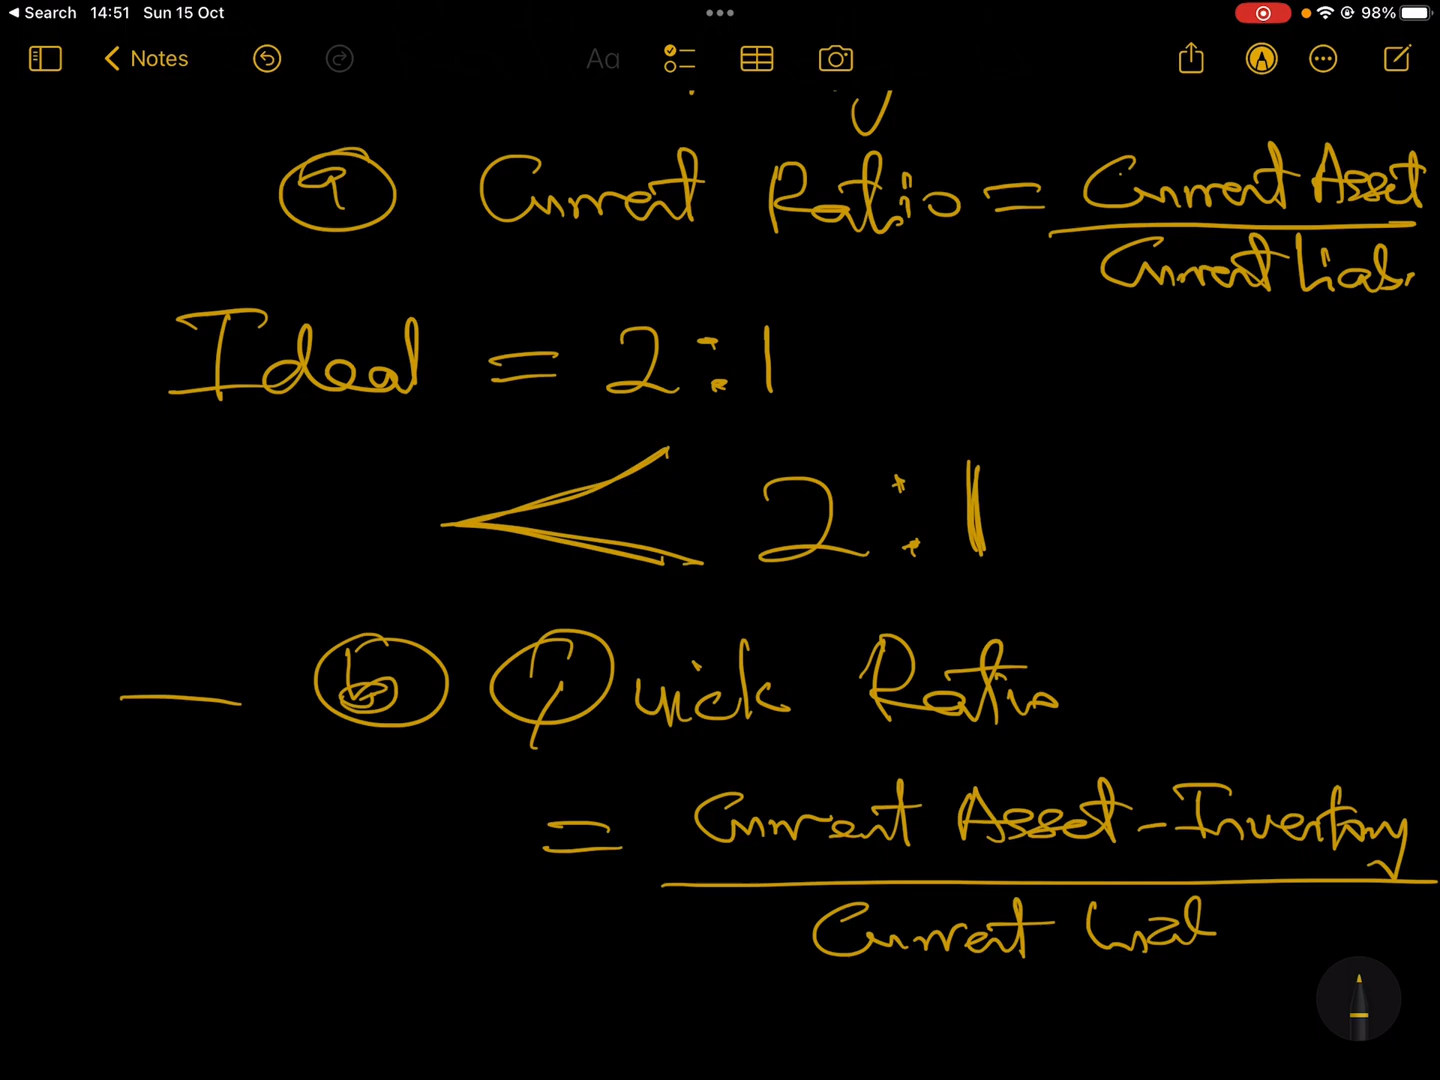 Search 14:51 Sun 15 Oct 98%
Notes Aa
a Current Ratio = Current Asset
Current Liab.
Ideal = 2:1
< 2:1
— b Quick Ratio
= Current Asset - Inventory
Current Liab